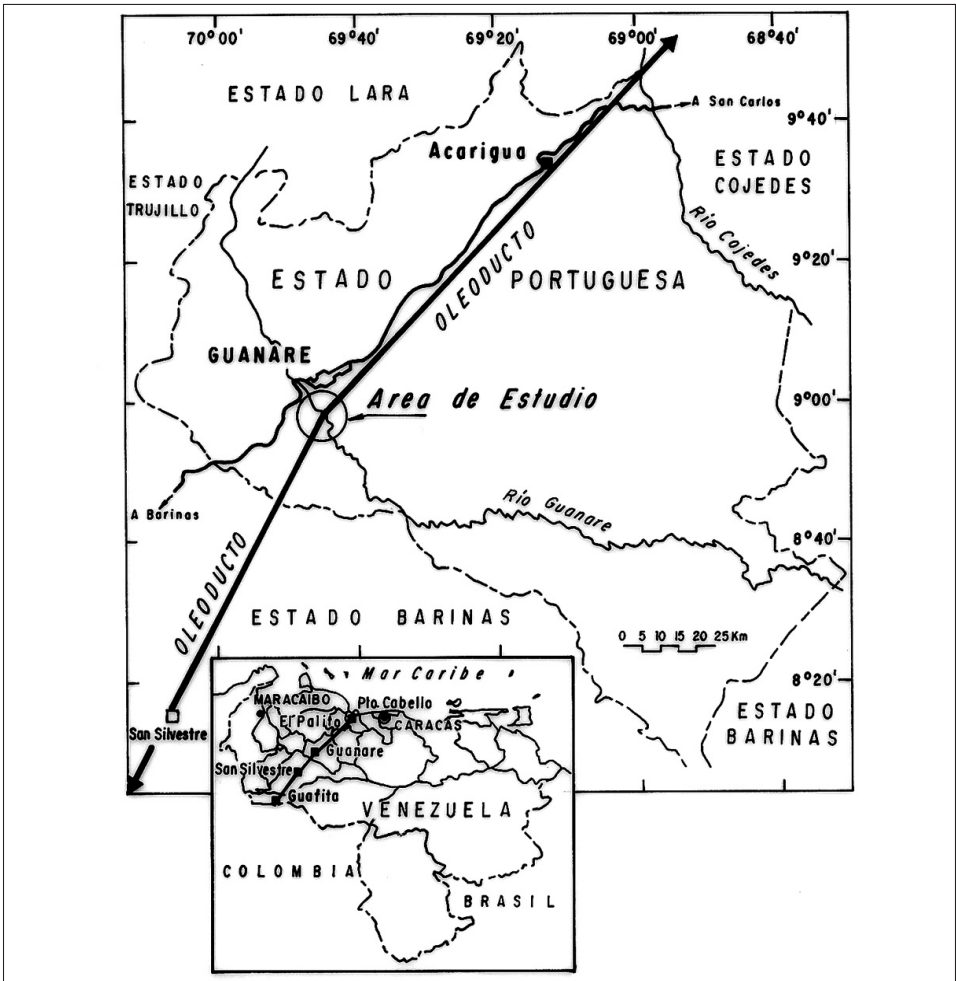 70°00' 69°40' 69°20' 69°00' 68°40'
ESTADO LARA
A San Carlos
9°40'
Acarigua
ESTADO
COJEDES
ESTADO
TRUJILLO
Río Cojedes
9°20'
ESTADO PORTUGUESA
OLEODUCTO
GUANARE
Area de Estudio
9°00'
A Barinas
Río Guanare
8°40'
OLEODUCTO
ESTADO BARINAS
0 5 10 15 20 25Km
8°20'
ESTADO
BARINAS
San Silvestre
Mar Caribe
MARACAIBO
Pto. Cabello
El Palito
CARACAS
Guanare
San Silvestre
Guafita
VENEZUELA
COLOMBIA
BRASIL